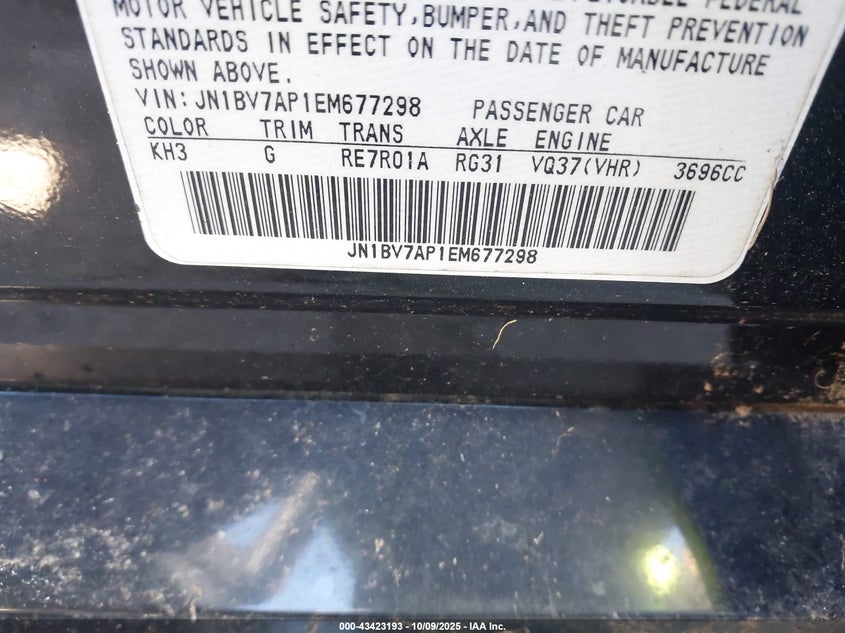 MOTOR VEHICLE SAFETY, BUMPER, AND THEFT PREVENTION
STANDARDS IN EFFECT ON THE DATE OF MANUFACTURE
SHOWN ABOVE.
VIN: JN1BV7AP1EM677298 PASSENGER CAR
COLOR TRIM TRANS AXLE ENGINE
KH3 G RE7R01A RG31 VQ37(VHR) 3696CC
JN1BV7AP1EM677298
000-43423193 - 10/09/2025 - IAA Inc.